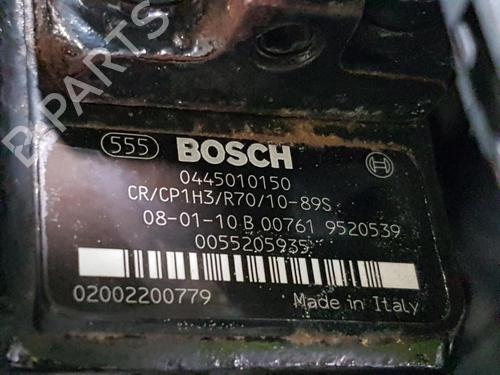 B-PARTS
555 BOSCH
0445010150
CR/CP1H3/R70/10-89S
08-01-10 B 00761 9520539
0055205935
02002200779 Made in Italy